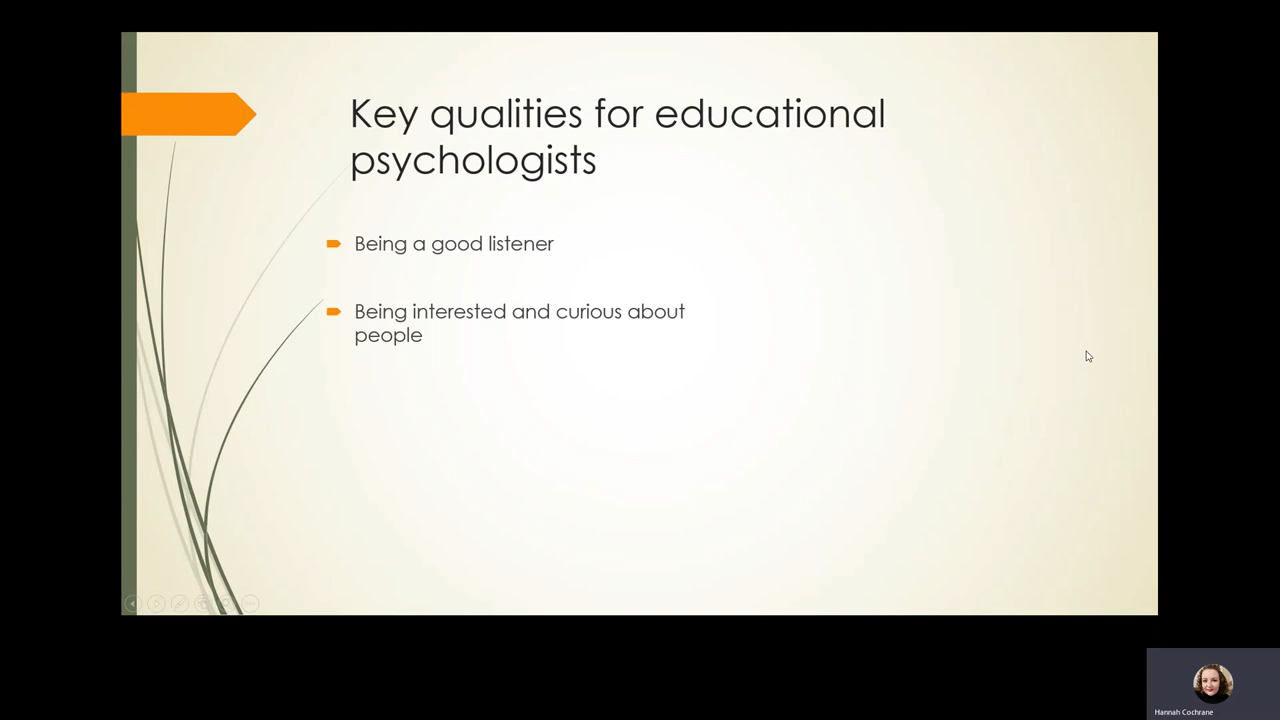 Key qualities for educational
psychologists
Being a good listener
Being interested and curious about
people
Hannah Cochrane